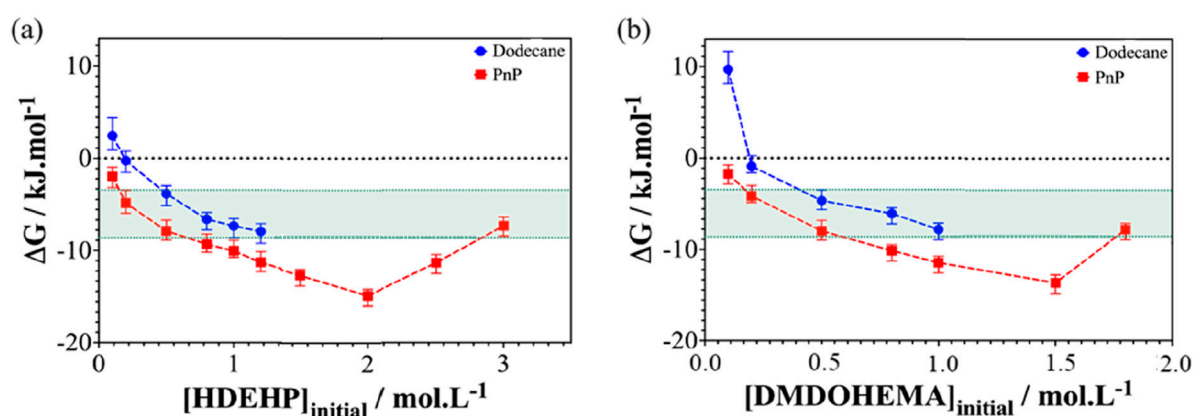 (a)
10
0
-10
-20
ΔG / kJ.mol⁻¹
Dodecane
PnP
0 1 2 3
[HDEHP]initial / mol.L⁻¹
(b)
10
0
-10
-20
ΔG / kJ.mol⁻¹
Dodecane
PnP
0.0 0.5 1.0 1.5 2.0
[DMDOHEMA]initial / mol.L⁻¹